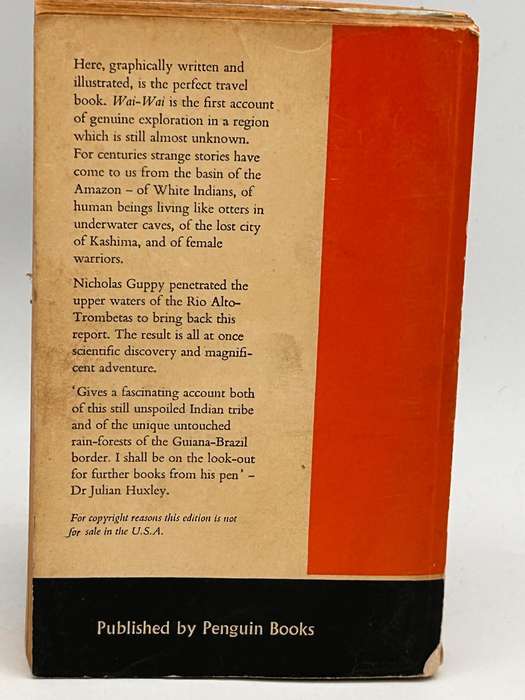 Here, graphically written and
illustrated, is the perfect travel
book. Wai-Wai is the first account
of genuine exploration in a region
which is still almost unknown.
For centuries strange stories have
come to us from the basin of the
Amazon – of White Indians, of
human beings living like otters in
underwater caves, of the lost city
of Kashima, and of female
warriors.
Nicholas Guppy penetrated the
upper waters of the Rio Alto-
Trombetas to bring back this
report. The result is all at once
scientific discovery and magnifi-
cent adventure.
‘Gives a fascinating account both
of this still unspoiled Indian tribe
and of the unique untouched
rain-forests of the Guiana-Brazil
border. I shall be on the look-out
for further books from his pen’ –
Dr Julian Huxley.
For copyright reasons this edition is not
for sale in the U.S.A.
Published by Penguin Books